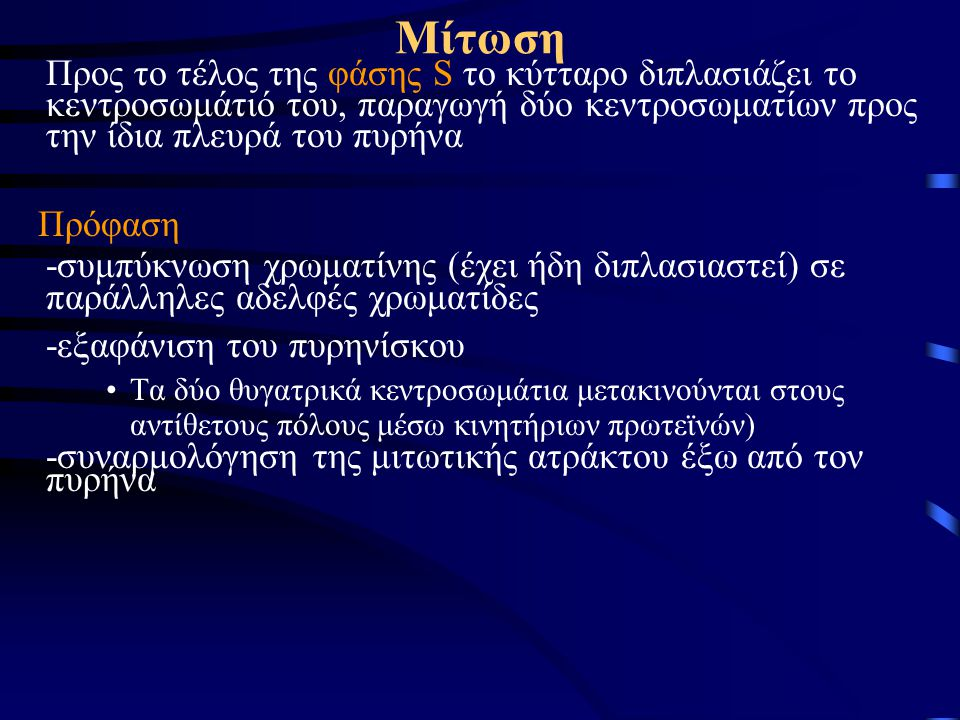 Μίτωση
Προς το τέλος της φάσης S το κύτταρο διπλασιάζει το
κεντροσωμάτιό του, παραγωγή δύο κεντροσωματίων προς
την ίδια πλευρά του πυρήνα
Πρόφαση
-συμπύκνωση χρωματίνης (έχει ήδη διπλασιαστεί) σε
παράλληλες αδελφές χρωματίδες
-εξαφάνιση του πυρηνίσκου
• Τα δύο θυγατρικά κεντροσωμάτια μετακινούνται στους
αντίθετους πόλους μέσω κινητήριων πρωτεϊνών)
-συναρμολόγηση της μιτωτικής ατράκτου έξω από τον
πυρήνα